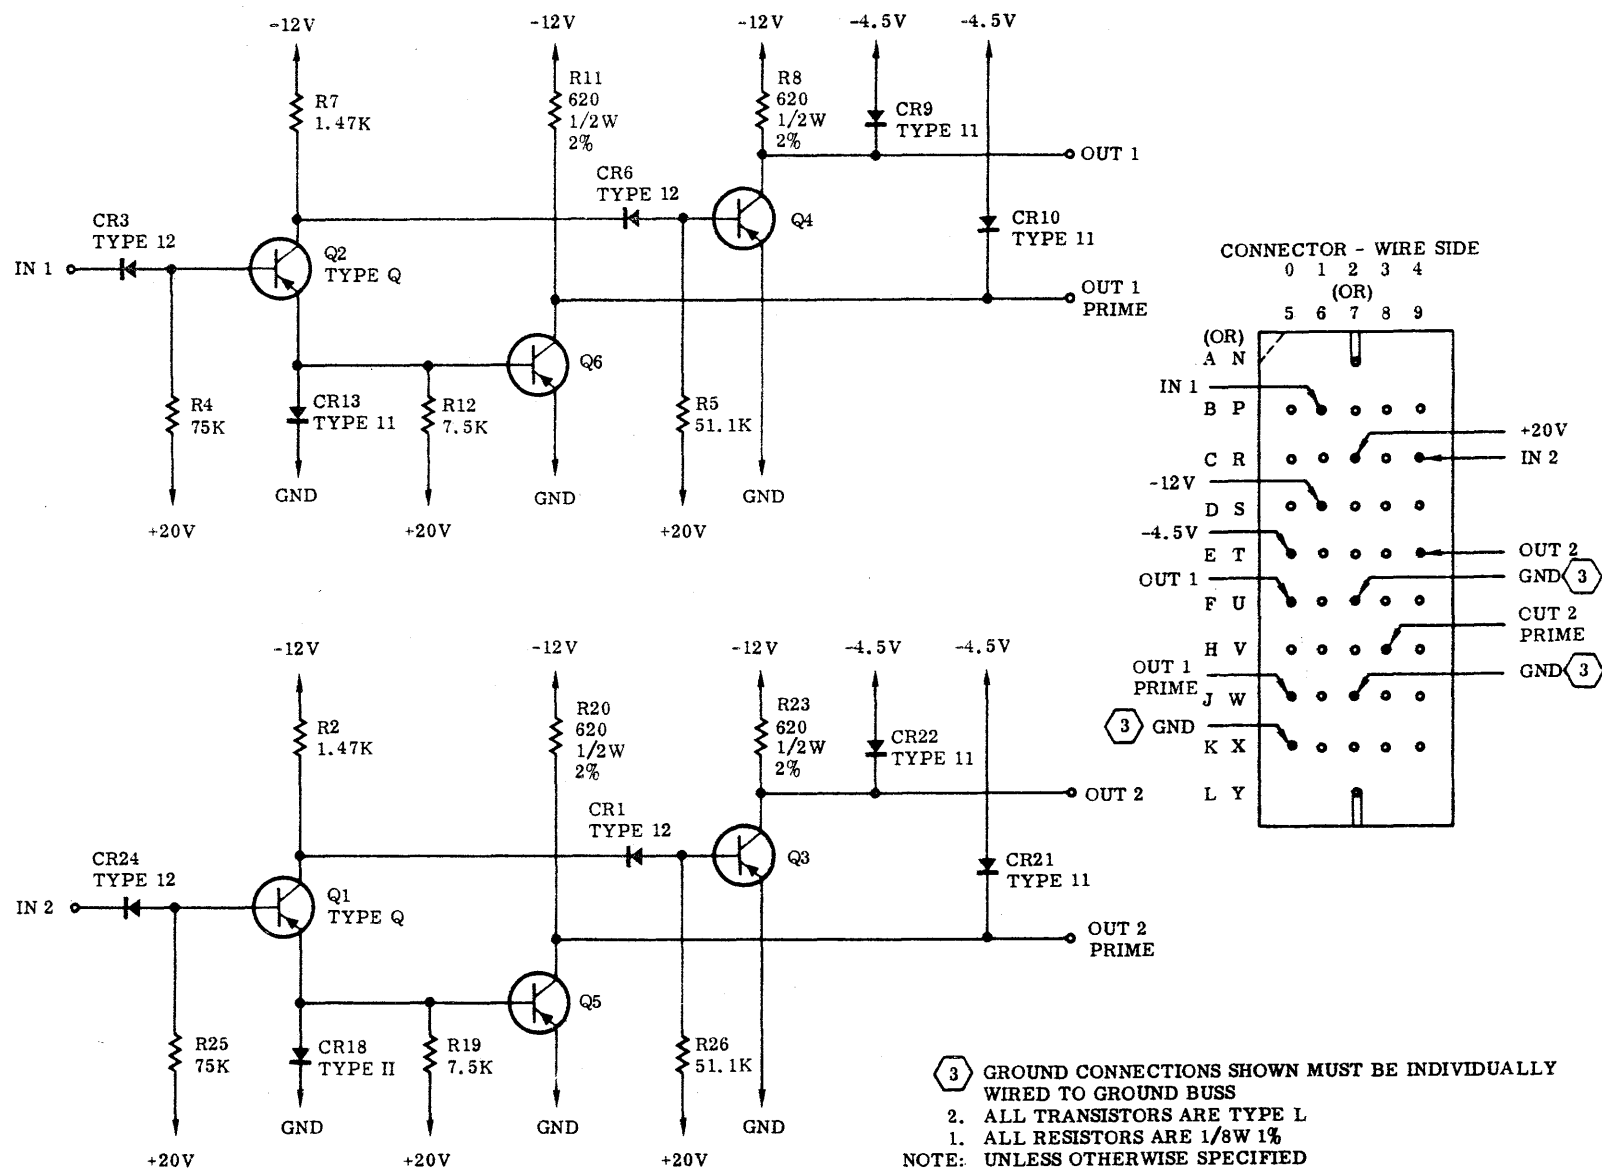 -12V
-12V
-12V
-4.5V
-4.5V
R7
1.47K
R11
620
1/2W
2%
R8
620
1/2W
2%
CR9
TYPE 11
OUT 1
CR3
TYPE 12
CR6
TYPE 12
Q4
CR10
TYPE 11
IN 1
Q2
TYPE Q
OUT 1
PRIME
Q6
R4
75K
CR13
TYPE 11
R12
7.5K
R5
51.1K
GND
GND
GND
+20V
+20V
+20V
CONNECTOR - WIRE SIDE
0 1 2 3 4
(OR)
5 6 7 8 9
(OR)
A N
IN 1
B P
+20V
C R
IN 2
-12V
D S
-4.5V
E T
OUT 2
OUT 1
GND 3
F U
CUT 2
PRIME
H V
OUT 1
PRIME
GND 3
J W
3 GND
K X
L Y
-12V
-12V
-12V
-4.5V
-4.5V
R2
1.47K
R20
620
1/2W
2%
R23
620
1/2W
2%
CR22
TYPE 11
OUT 2
CR24
TYPE 12
CR1
TYPE 12
Q3
CR21
TYPE 11
IN 2
Q1
TYPE Q
OUT 2
PRIME
Q5
R25
75K
CR18
TYPE II
R19
7.5K
R26
51.1K
GND
GND
GND
+20V
+20V
+20V
3 GROUND CONNECTIONS SHOWN MUST BE INDIVIDUALLY
WIRED TO GROUND BUSS
2. ALL TRANSISTORS ARE TYPE L
1. ALL RESISTORS ARE 1/8W 1%
NOTE: UNLESS OTHERWISE SPECIFIED